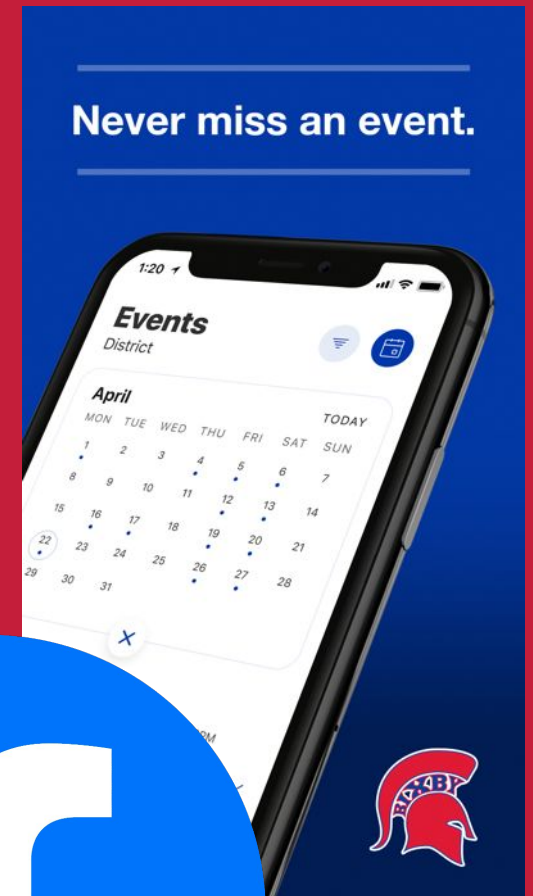 Never miss an event.
1:20
Events
District
April
TODAY
MON TUE WED THU FRI SAT SUN
1 2 3 4 5 6 7
8 9 10 11 12 13 14
15 16 17 18 19 20 21
22 23 24 25 26 27 28
29 30 31
BIXBY